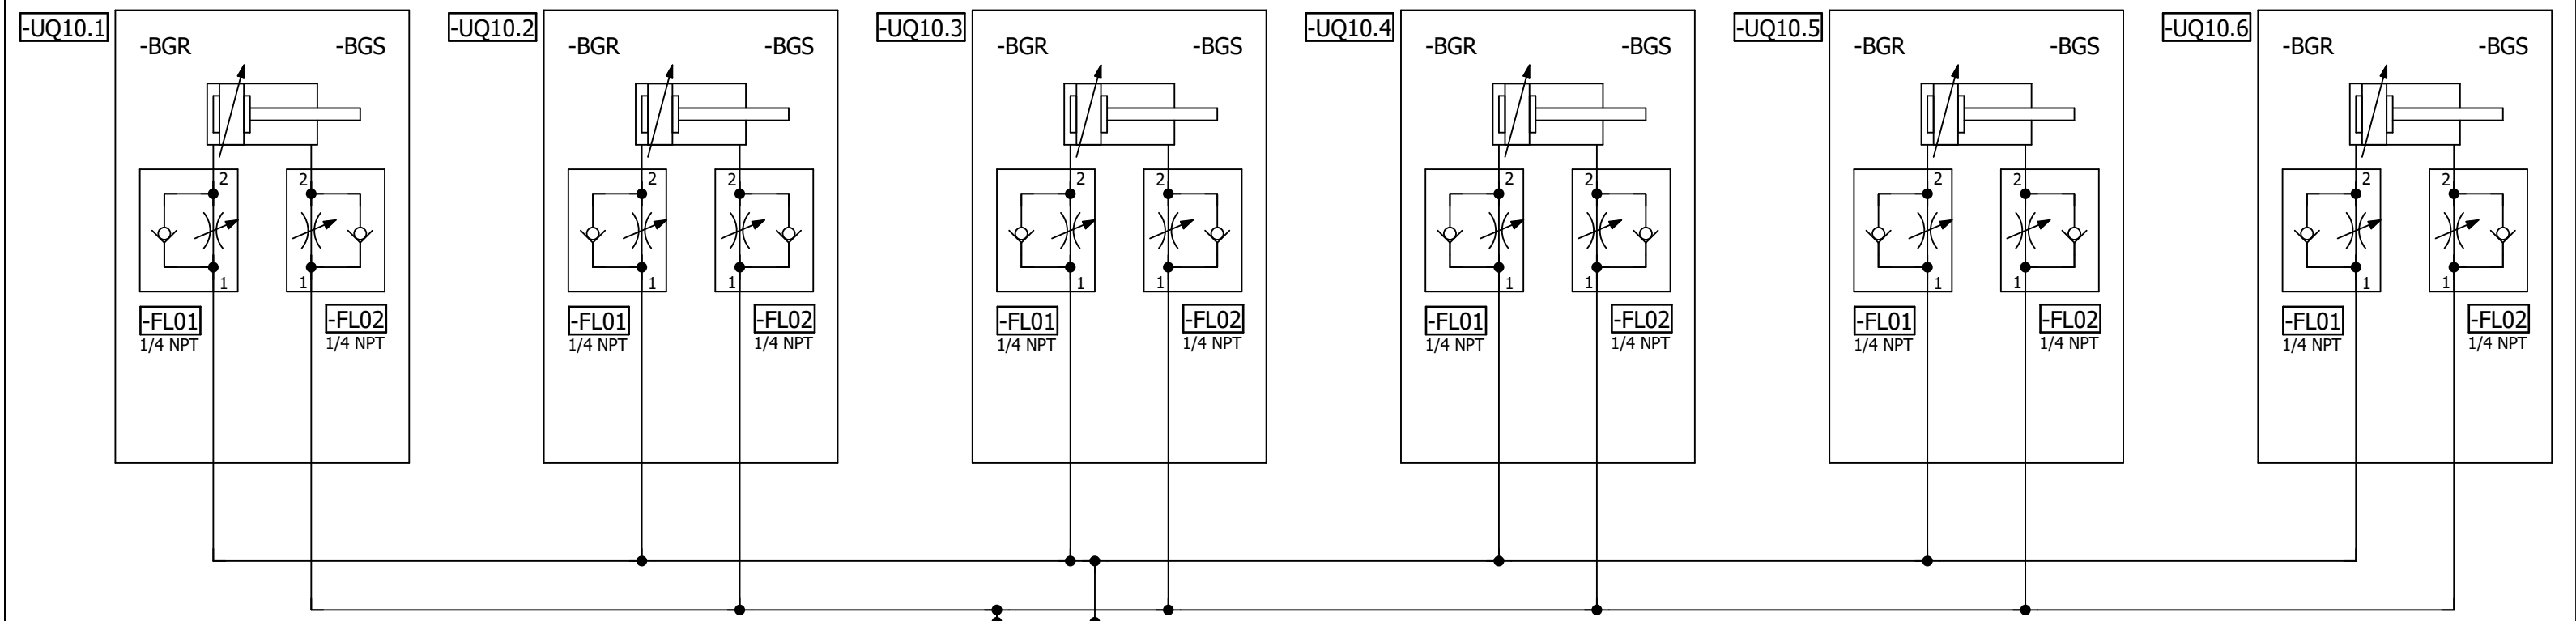 -UQ10.1
-BGR
-BGS
2
2
1
1
-FL01
1/4 NPT
-FL02
1/4 NPT
-UQ10.2
-BGR
-BGS
2
2
1
1
-FL01
1/4 NPT
-FL02
1/4 NPT
-UQ10.3
-BGR
-BGS
2
2
1
1
-FL01
1/4 NPT
-FL02
1/4 NPT
-UQ10.4
-BGR
-BGS
2
2
1
1
-FL01
1/4 NPT
-FL02
1/4 NPT
-UQ10.5
-BGR
-BGS
2
2
1
1
-FL01
1/4 NPT
-FL02
1/4 NPT
-UQ10.6
-BGR
-BGS
2
2
1
1
-FL01
1/4 NPT
-FL02
1/4 NPT